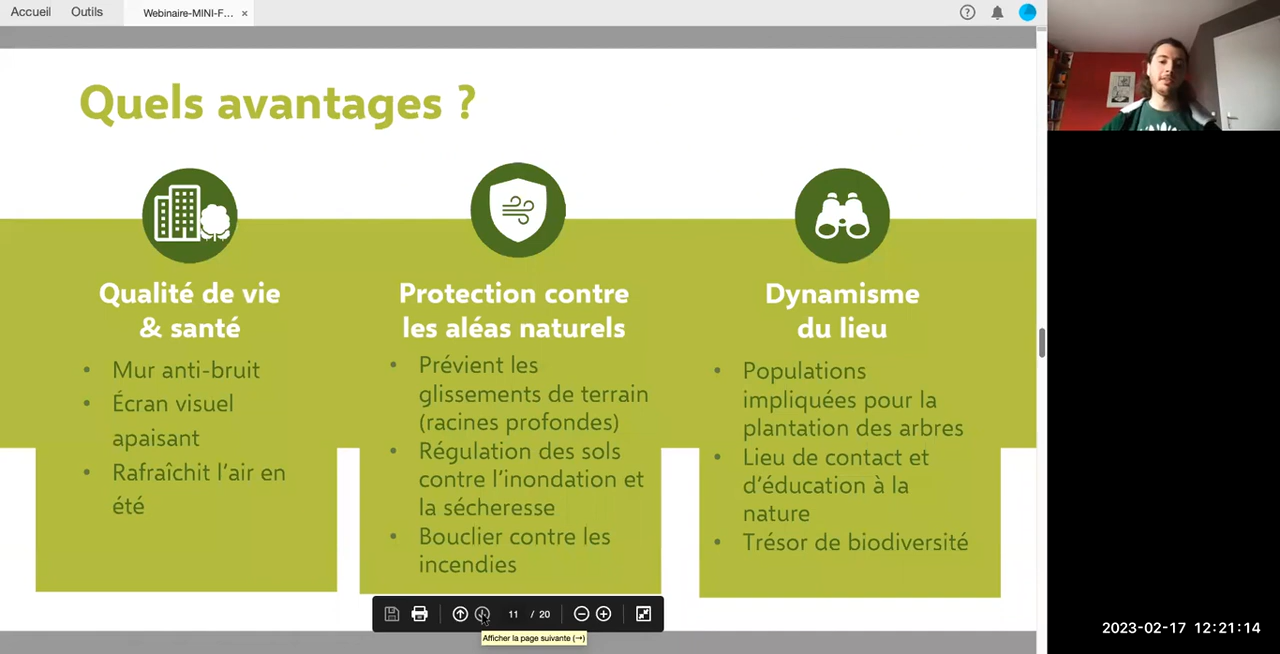 Accueil Outils Webinaire-MINI-F... ×
Quels avantages ?
Qualité de vie
& santé
• Mur anti-bruit
• Écran visuel
apaisant
• Rafraîchit l'air en
été
Protection contre
les aléas naturels
• Prévient les
glissements de terrain
(racines profondes)
• Régulation des sols
contre l'inondation et
la sécheresse
• Bouclier contre les
incendies
Dynamisme
du lieu
• Populations
impliquées pour la
plantation des arbres
• Lieu de contact et
d'éducation à la
nature
• Trésor de biodiversité
11 / 20
Afficher la page suivante (→)
2023-02-17 12:21:14